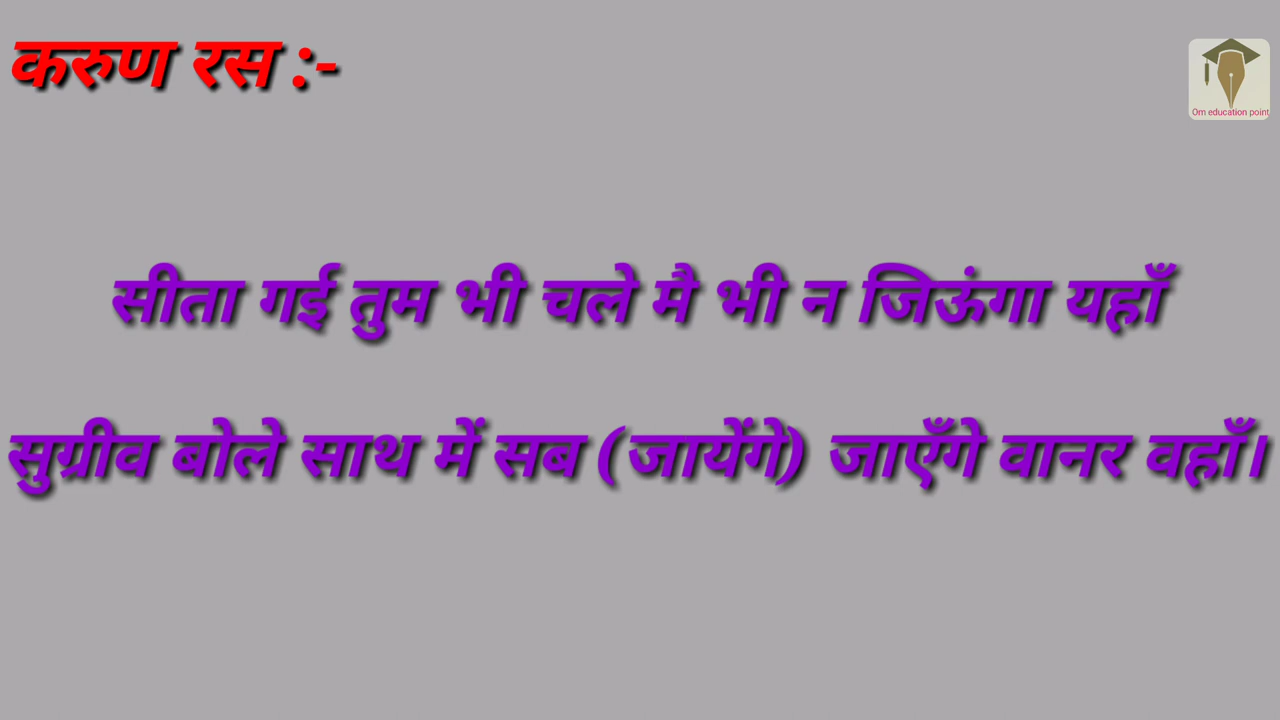 करुण रस :-
Om education point
सीता गई तुम भी चले मै भी न जिऊंगा यहाँ
सुग्रीव बोले साथ में सब (जायेंगे) जाएँगे वानर वहाँ।